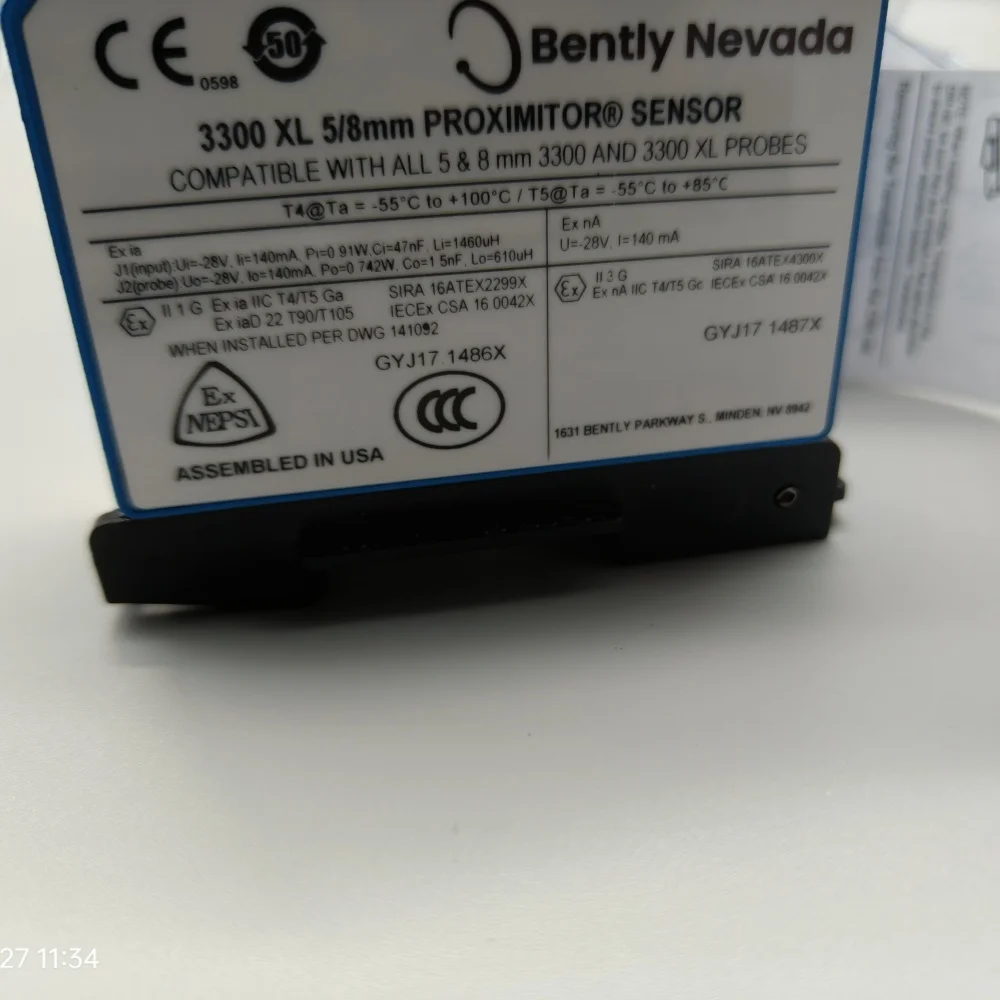 CE 0598
50
Bently Nevada
3300 XL 5/8mm PROXIMITOR® SENSOR
COMPATIBLE WITH ALL 5 & 8 mm 3300 AND 3300 XL PROBES
T4@Ta = -55°C to +100°C / T5@Ta = -55°C to +85°C
Ex ia
J1(input):Ui=-28V, Ii=140mA, Pi=0.91W,Ci=47nF, Li=1460uH
J2(probe):Uo=-28V, Io=140mA, Po=0.742W, Co=1.5nF, Lo=610uH
Ex II 1 G Ex ia IIC T4/T5 Ga SIRA 16ATEX2299X
Ex iaD 22 T90/T105 IECEx CSA 16.0042X
WHEN INSTALLED PER DWG 141092
GYJ17.1486X
Ex
NEPSI
CCC
ASSEMBLED IN USA
Ex nA
U=-28V, I=140 mA
SIRA 16ATEX4300X
Ex II 3 G
Ex nA IIC T4/T5 Gc IECEx CSA 16.0042X
GYJ17.1487X
1631 BENTLY PARKWAY S., MINDEN, NV 8942
27 11:34